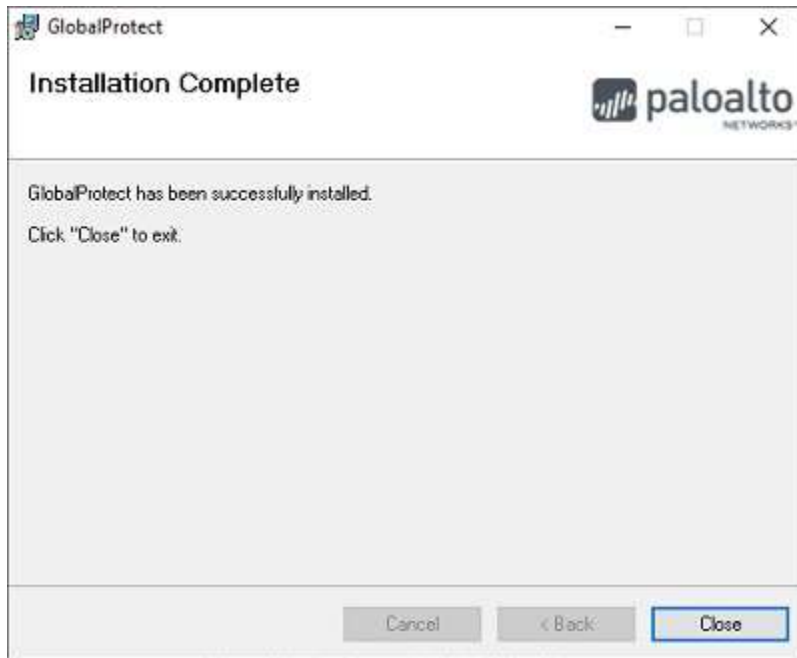 GlobalProtect
Installation Complete
paloalto
NETWORKS
GlobalProtect has been successfully installed.
Click "Close" to exit.
Cancel
< Back
Close